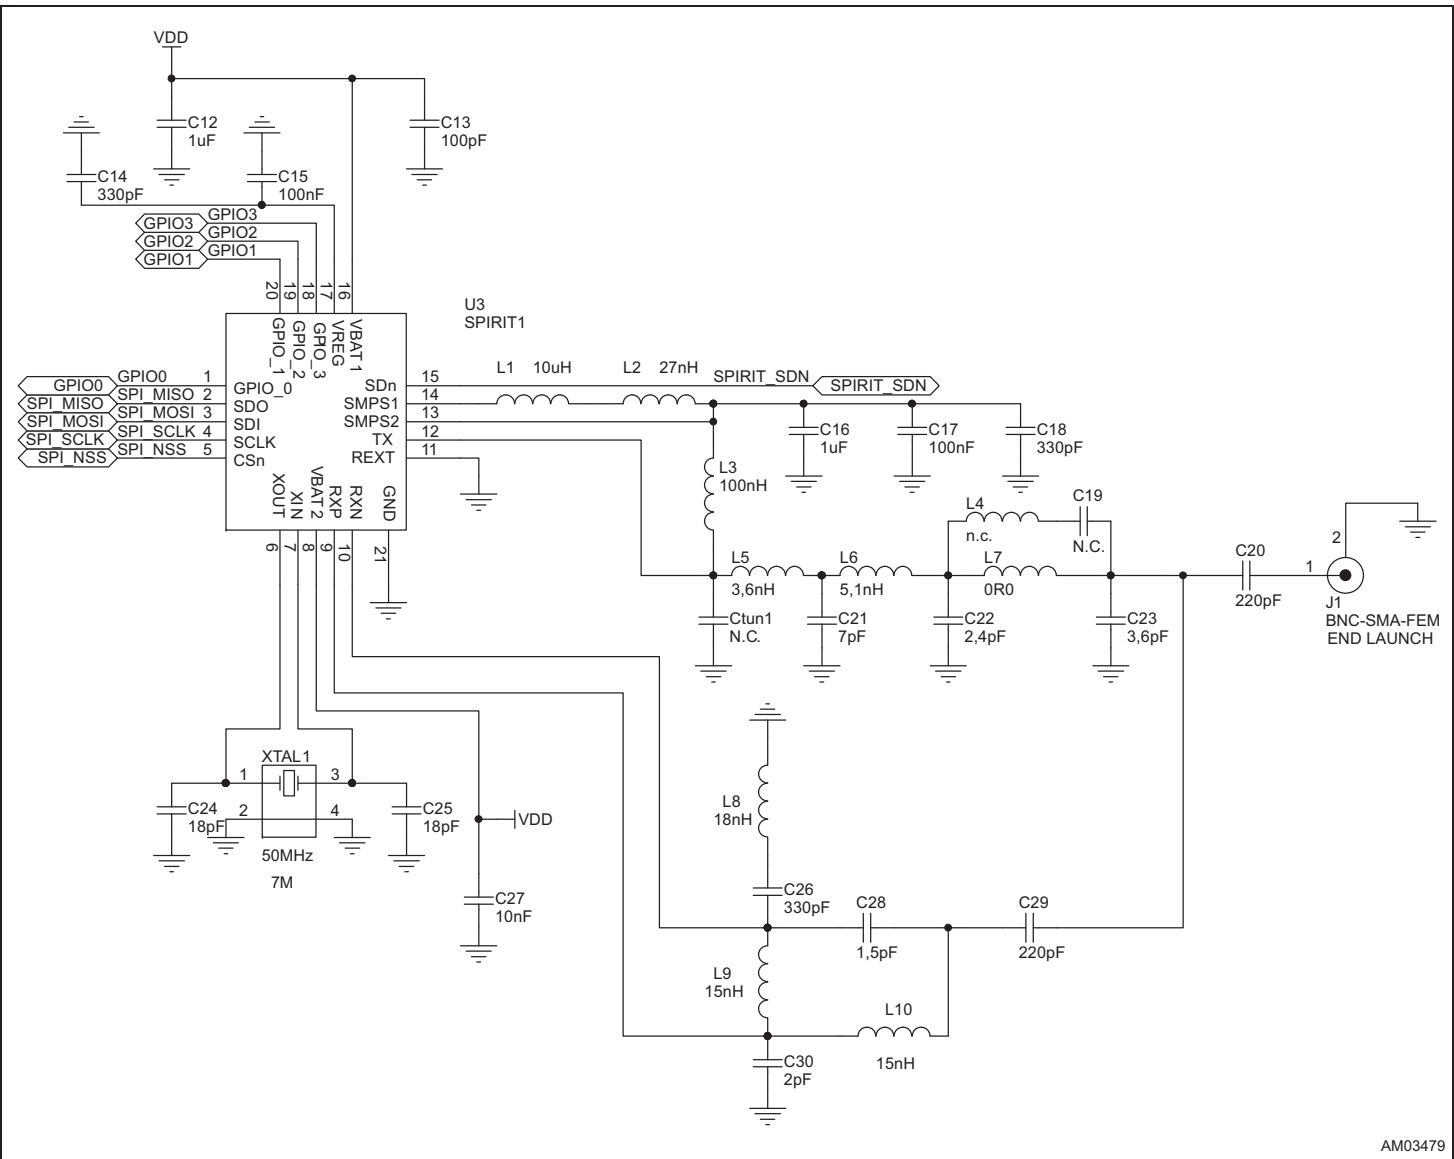 VDD
C12
1uF
C13
100pF
C14
330pF
C15
100nF
GPIO3 GPIO3
GPIO2 GPIO2
GPIO1 GPIO1
20 19 18 17 16
U3
SPIRIT1
GPIO_1
GPIO_2
GPIO_3
VREG
VBAT1
GPIO0 GPIO0 1 GPIO_0
SPI_MISO SPI_MISO 2 SDO
SPI_MOSI SPI_MOSI 3 SDI
SPI_SCLK SPI_SCLK 4 SCLK
SPI_NSS SPI_NSS 5 CSn
SDn 15
SMPS1 14
SMPS2 13
TX 12
REXT 11
XOUT
XIN
VBAT2
RXP
RXN
GND
6 7 8 9 10 21
L1 10uH
L2 27nH
SPIRIT_SDN SPIRIT_SDN
C16
1uF
C17
100nF
C18
330pF
L3
100nH
L4
n.c.
C19
N.C.
L5
3,6nH
L6
5,1nH
L7
0R0
C20
220pF
2
1
J1
BNC-SMA-FEM
END LAUNCH
Ctun1
N.C.
C21
7pF
C22
2,4pF
C23
3,6pF
XTAL1
1 3
2 4
C24
18pF
C25
18pF
50MHz
7M
VDD
C27
10nF
L8
18nH
C26
330pF
C28
1,5pF
C29
220pF
L9
15nH
L10
15nH
C30
2pF
AM03479